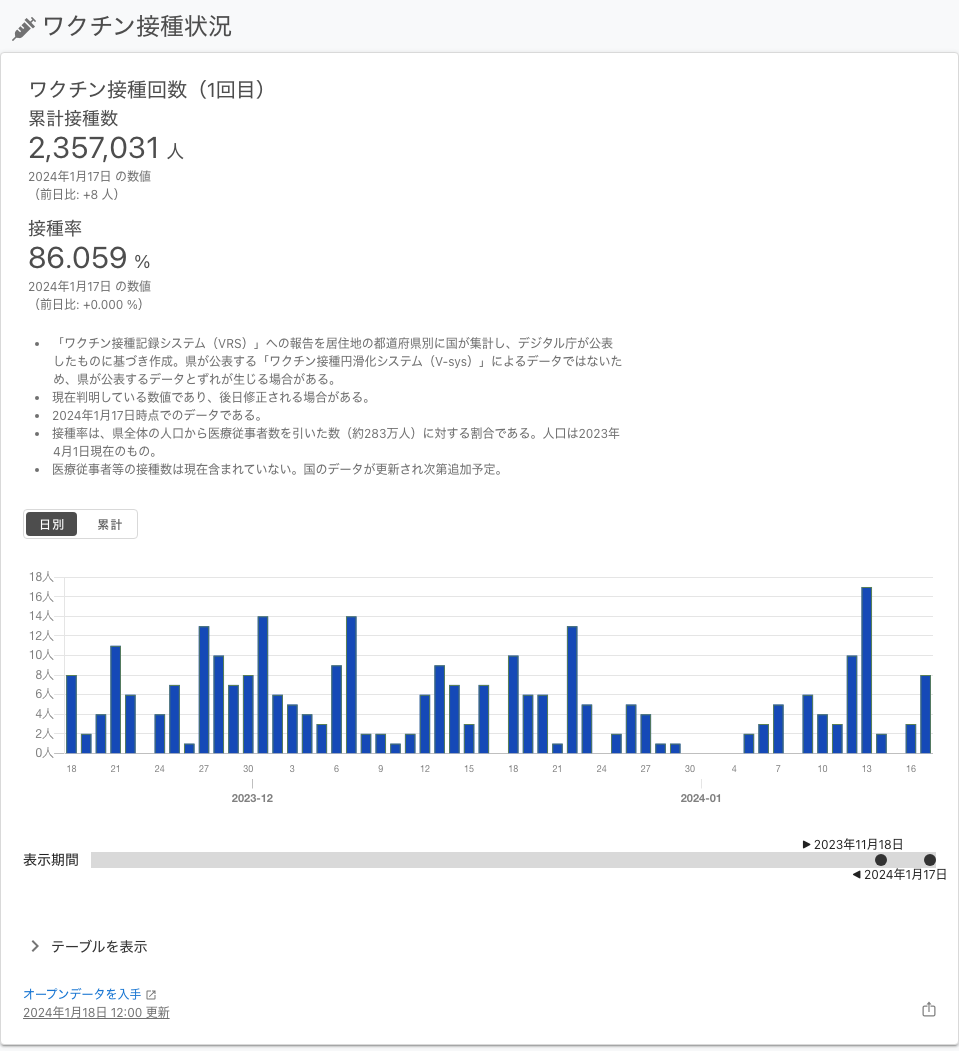 ワクチン接種状況
ワクチン接種回数（1回目）
累計接種数
2,357,031 人
2024年1月17日 の数値
（前日比: +8 人）
接種率
86.059 %
2024年1月17日 の数値
（前日比: +0.000 %）
• 「ワクチン接種記録システム（VRS）」への報告を居住地の都道府県別に国が集計し、デジタル庁が公表
したものに基づき作成。県が公表する「ワクチン接種円滑化システム（V-sys）」によるデータではないた
め、県が公表するデータとずれが生じる場合がある。
• 現在判明している数値であり、後日修正される場合がある。
• 2024年1月17日時点でのデータである。
• 接種率は、県全体の人口から医療従事者数を引いた数（約283万人）に対する割合である。人口は2023年
4月1日現在のもの。
• 医療従事者等の接種数は現在含まれていない。国のデータが更新され次第追加予定。
日別 累計
18人
16人
14人
12人
10人
8人
6人
4人
2人
0人
18 21 24 27 30 3 6 9 12 15 18 21 24 27 30 4 7 10 13 16
2023-12 2024-01
▶ 2023年11月18日
表示期間
◀ 2024年1月17日
テーブルを表示
オープンデータを入手
2024年1月18日 12:00 更新